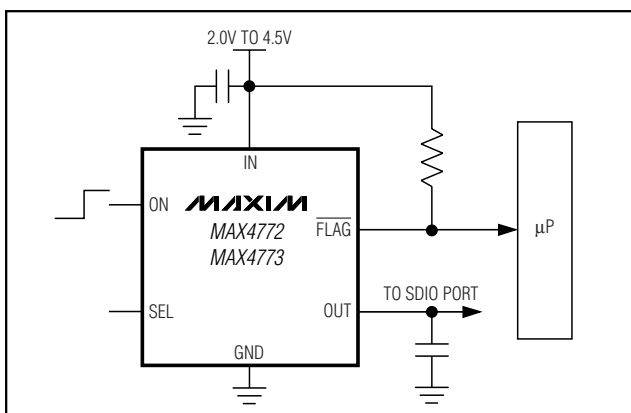 2.0V TO 4.5V
IN
ON
MAXIM
MAX4772
MAX4773
FLAG
µP
SEL
OUT
TO SDIO PORT
GND